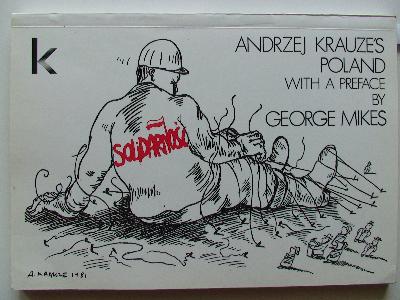 k
ANDRZEJ KRAUZE'S
POLAND
WITH A PREFACE
BY
GEORGE MIKES
SOLIDARNOŚĆ
A. KRAUZE 1981